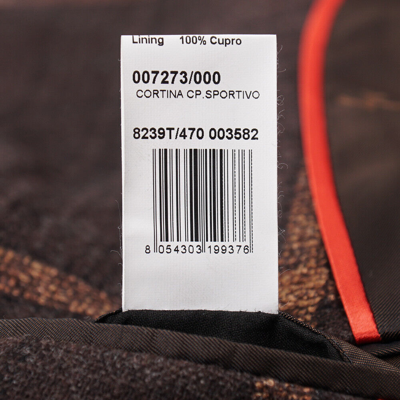 Lining 100% Cupro
007273/000
CORTINA CP.SPORTIVO
8239T/470 003582
8 054303 199376